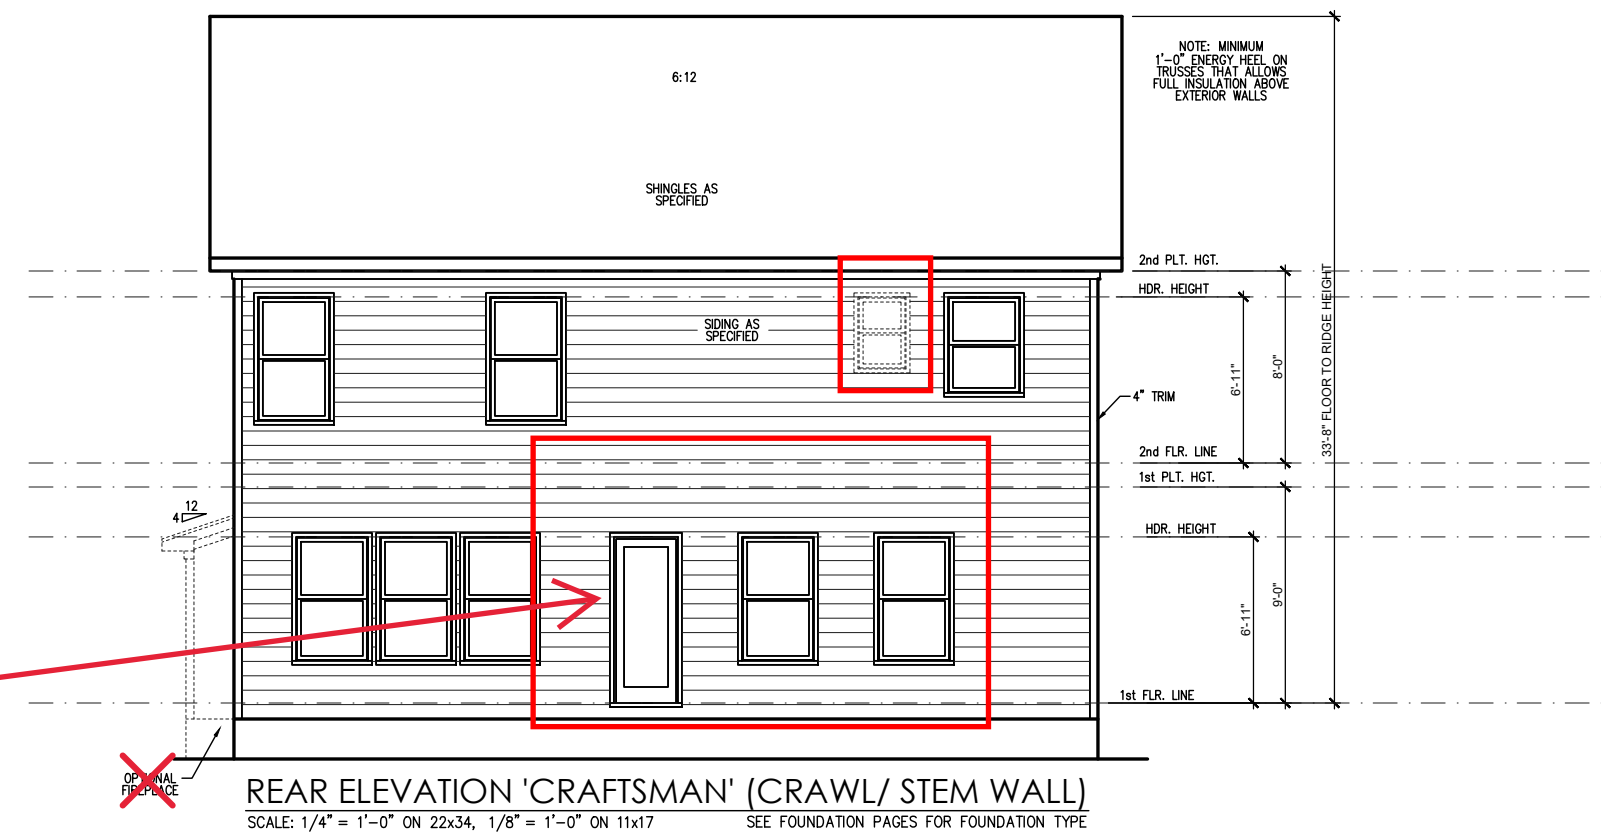 NOTE: MINIMUM
1'-0" ENERGY HEEL ON
TRUSSES THAT ALLOWS
FULL INSULATION ABOVE
EXTERIOR WALLS
6:12
SHINGLES AS
SPECIFIED
2nd PLT. HGT.
HDR. HEIGHT
SIDING AS
SPECIFIED
6'-11"
8'-0"
33'-8" FLOOR TO RIDGE HEIGHT
4" TRIM
2nd FLR. LINE
1st PLT. HGT.
12
4
HDR. HEIGHT
6'-11"
9'-0"
1st FLR. LINE
OPTIONAL
FIREPLACE
REAR ELEVATION 'CRAFTSMAN' (CRAWL/ STEM WALL)
SCALE: 1/4" = 1'-0" ON 22x34, 1/8" = 1'-0" ON 11x17
SEE FOUNDATION PAGES FOR FOUNDATION TYPE